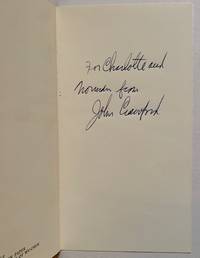 For Charlotte and
Norman from
John Crawford